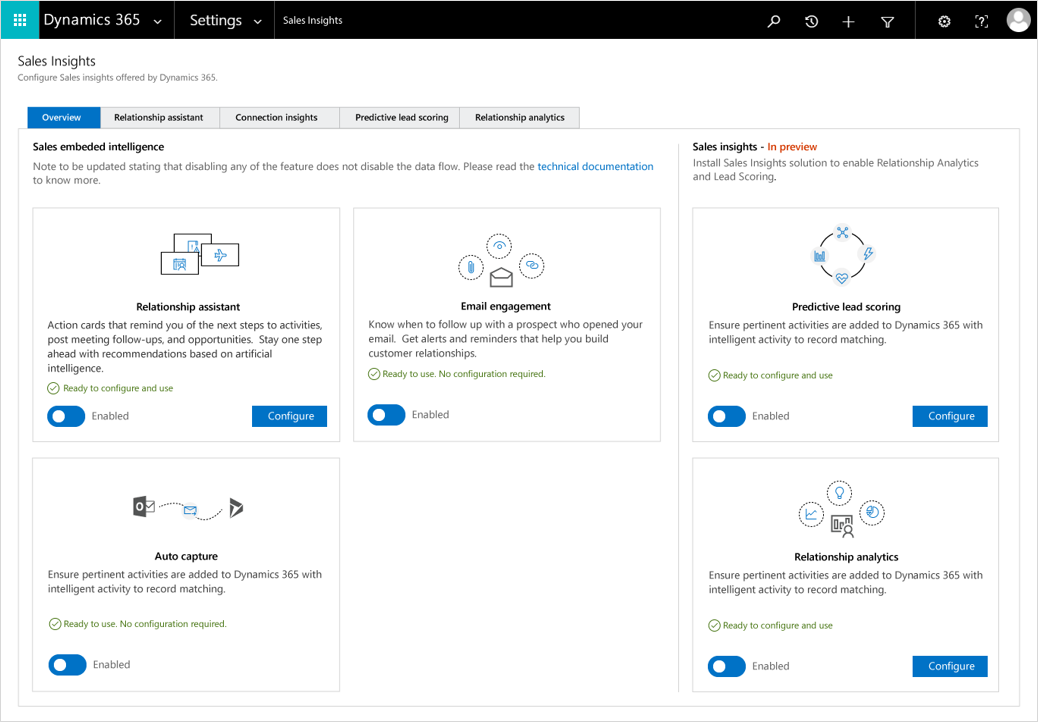 Dynamics 365
Settings
Sales Insights
Sales Insights
Configure Sales insights offered by Dynamics 365.
Overview
Relationship assistant
Connection insights
Predictive lead scoring
Relationship analytics
Sales embeded intelligence
Note to be updated stating that disabling any of the feature does not disable the data flow. Please read the technical documentation
to know more.
Sales insights - In preview
Install Sales Insights solution to enable Relationship Analytics
and Lead Scoring.
Relationship assistant
Action cards that remind you of the next steps to activities,
post meeting follow-ups, and opportunities. Stay one step
ahead with recommendations based on artificial
intelligence.
Ready to configure and use
Enabled
Configure
Email engagement
Know when to follow up with a prospect who opened your
email. Get alerts and reminders that help you build
customer relationships.
Ready to use. No configuration required.
Enabled
Predictive lead scoring
Ensure pertinent activities are added to Dynamics 365 with
intelligent activity to record matching.
Ready to configure and use
Enabled
Configure
Auto capture
Ensure pertinent activities are added to Dynamics 365 with
intelligent activity to record matching.
Ready to use. No configuration required.
Enabled
Relationship analytics
Ensure pertinent activities are added to Dynamics 365 with
intelligent activity to record matching.
Ready to configure and use
Enabled
Configure